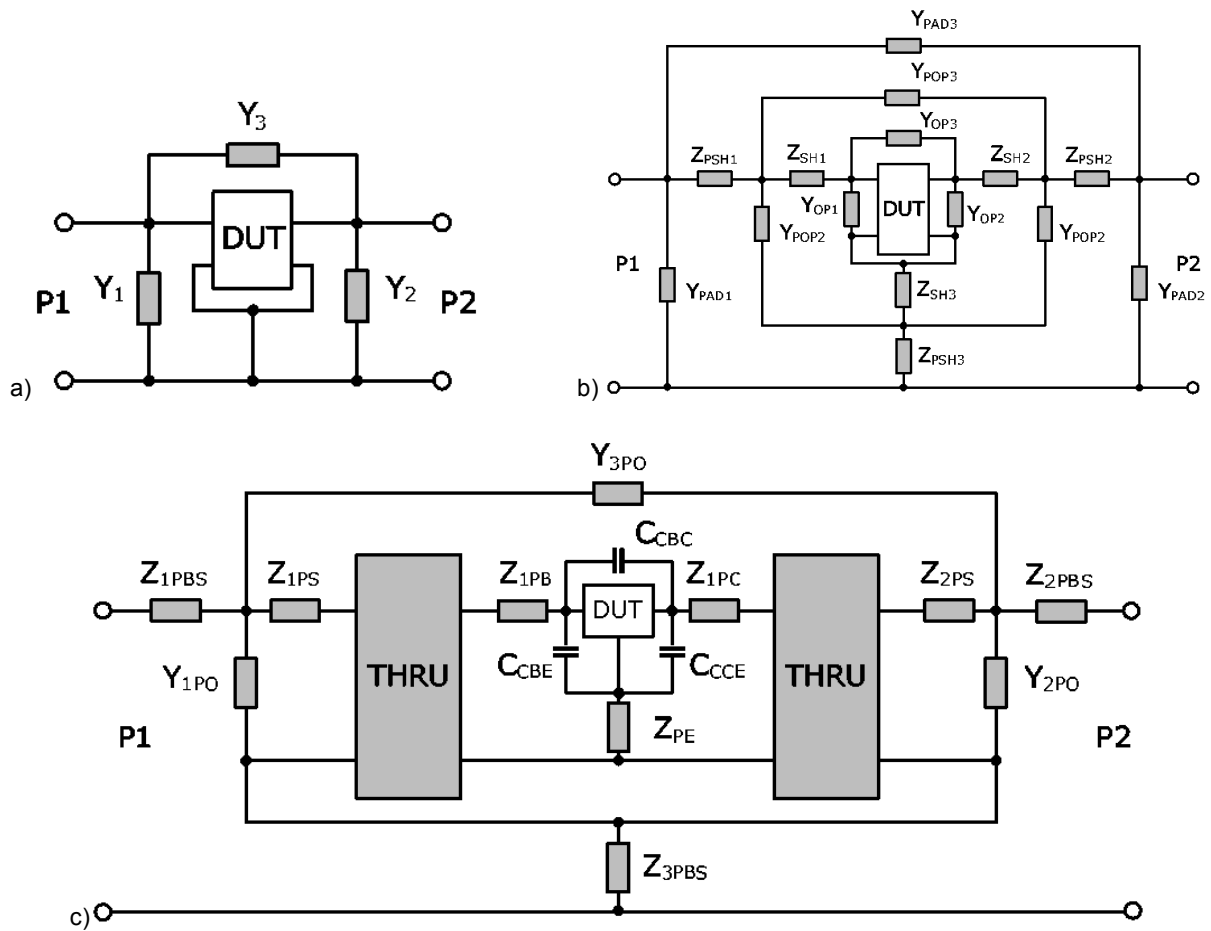 Y3
DUT
Y1
Y2
P1
P2
a)
YPAD3
YPOP3
YOP3
ZPSH1
ZSH1
ZSH2
ZPSH2
YOP1
DUT
YOP2
YPOP2
YPOP2
P1
P2
YPAD1
ZSH3
YPAD2
ZPSH3
b)
Y3PO
CCBC
Z1PBS
Z1PS
Z1PB
Z1PC
Z2PS
Z2PBS
DUT
CCBE
CCCE
Y1PO
THRU
THRU
Y2PO
ZPE
P1
P2
Z3PBS
c)